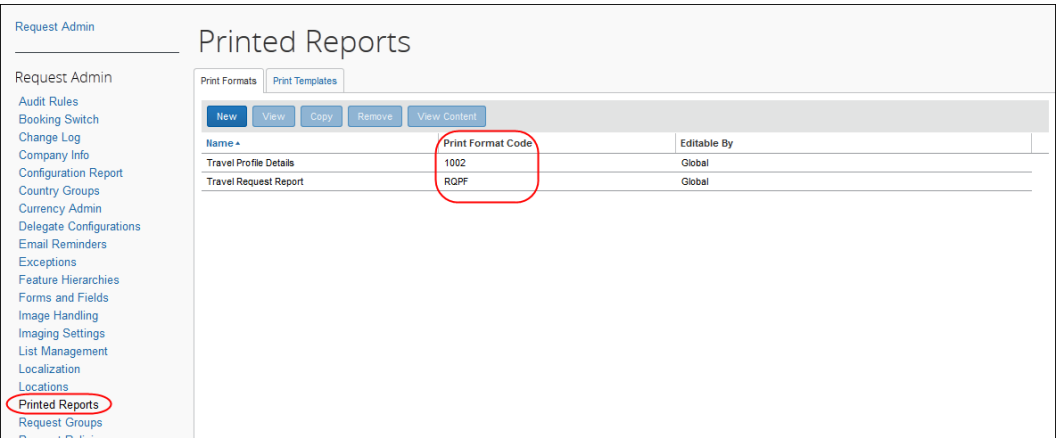 Request Admin
Printed Reports
Request Admin
Audit Rules
Booking Switch
Change Log
Company Info
Configuration Report
Country Groups
Currency Admin
Delegate Configurations
Email Reminders
Exceptions
Feature Hierarchies
Forms and Fields
Image Handling
Imaging Settings
List Management
Localization
Locations
Printed Reports
Request Groups
Print Formats Print Templates
New View Copy Remove View Content
Name Print Format Code Editable By
Travel Profile Details 1002 Global
Travel Request Report RQPF Global